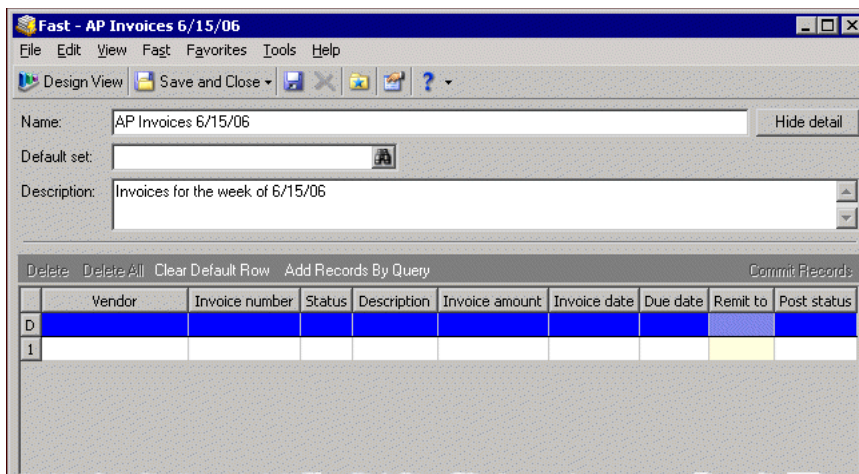 Fast - AP Invoices 6/15/06
File Edit View Fast Favorites Tools Help
Design View Save and Close ?
Name: AP Invoices 6/15/06 Hide detail
Default set:
Description: Invoices for the week of 6/15/06
Delete Delete All Clear Default Row Add Records By Query Commit Records
Vendor Invoice number Status Description Invoice amount Invoice date Due date Remit to Post status
D
1